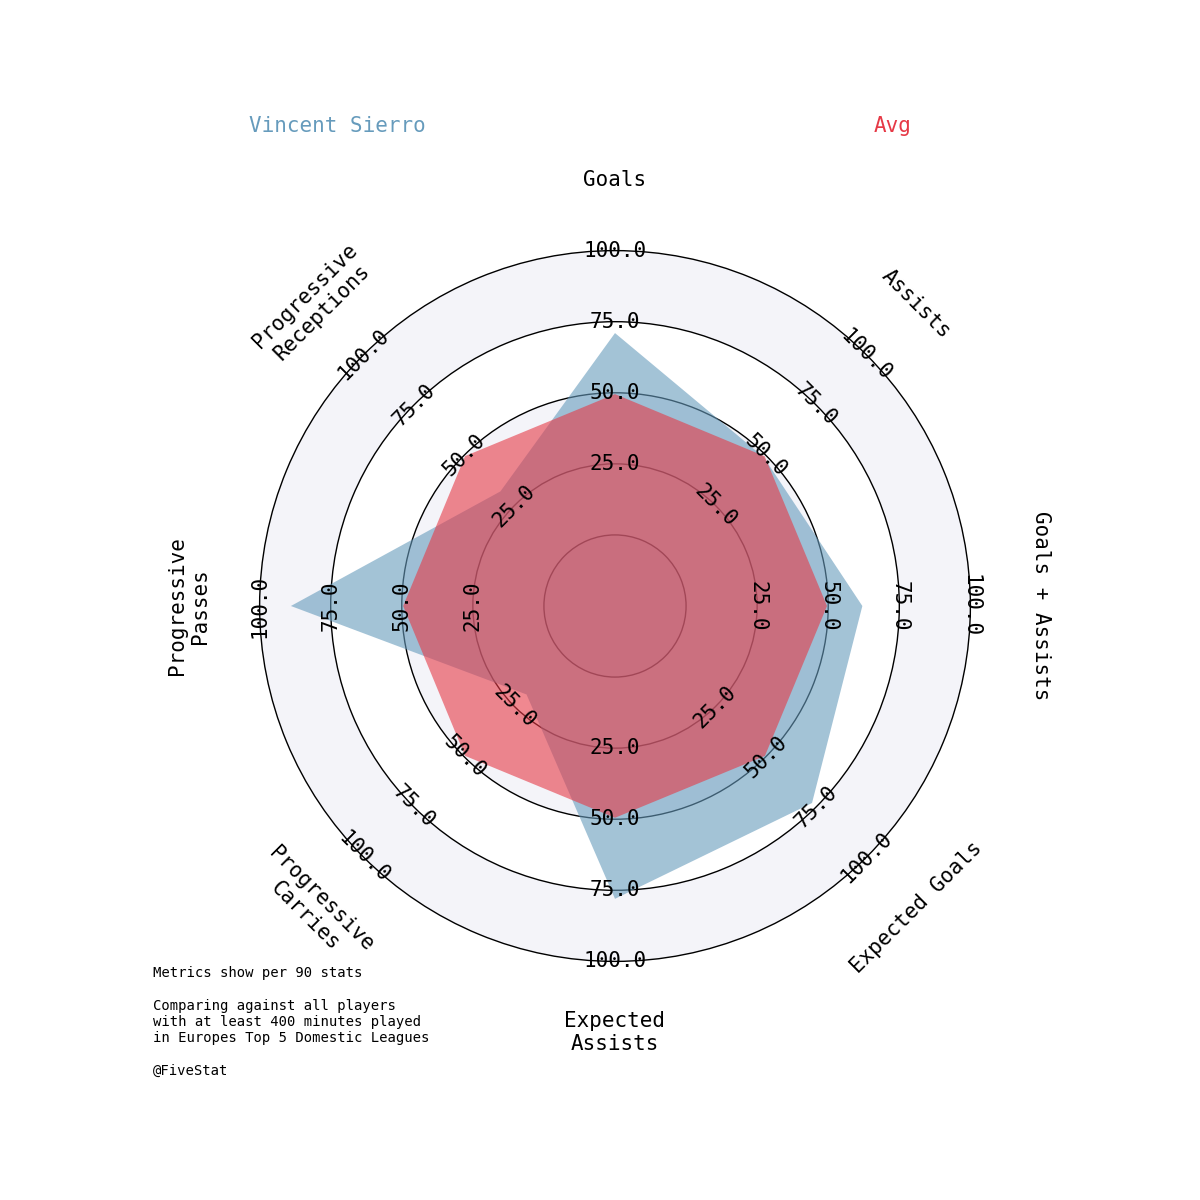 Vincent Sierro
Avg
Goals
Assists
Goals + Assists
Expected Goals
Expected
Assists
Progressive
Carries
Progressive
Passes
Progressive
Receptions
25.0
50.0
75.0
100.0
25.0
50.0
75.0
100.0
25.0
50.0
75.0
100.0
25.0
50.0
75.0
100.0
25.0
50.0
75.0
100.0
25.0
50.0
75.0
100.0
25.0
50.0
75.0
100.0
25.0
50.0
75.0
100.0
Metrics show per 90 stats
Comparing against all players
with at least 400 minutes played
in Europes Top 5 Domestic Leagues
@FiveStat